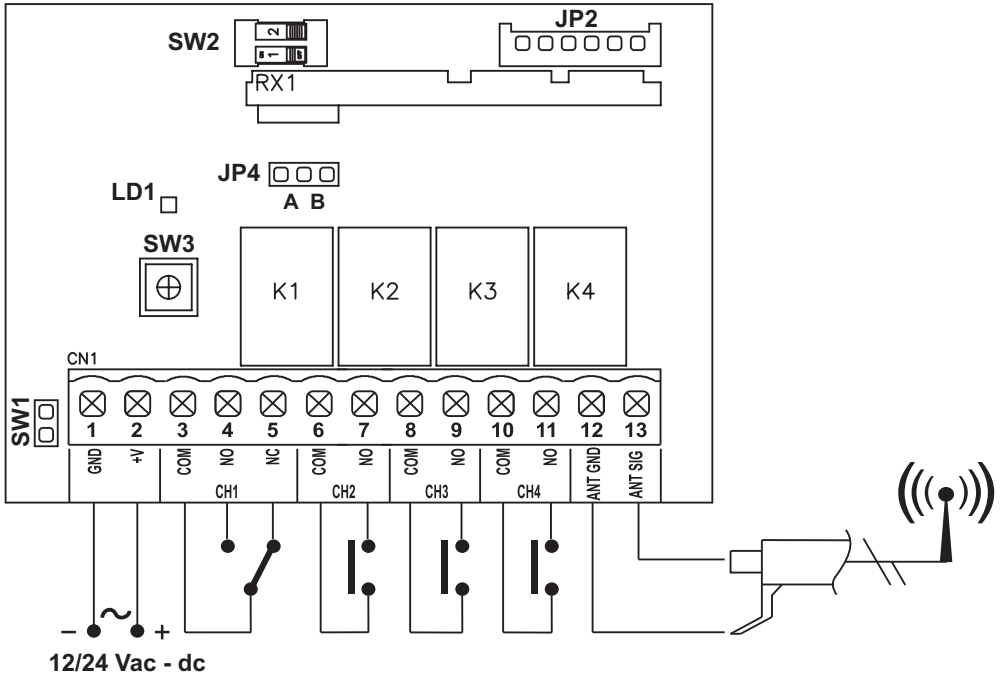 JP2
SW2
2
ON 1 OFF
RX1
JP4
A B
LD1
SW3
K1 K2 K3 K4
CN1
SW1
1 2 3 4 5 6 7 8 9 10 11 12 13
GND +V COM NO NC COM NO COM NO COM NO ANT GND ANT SIG
CH1 CH2 CH3 CH4
− ~ +
12/24 Vac - dc